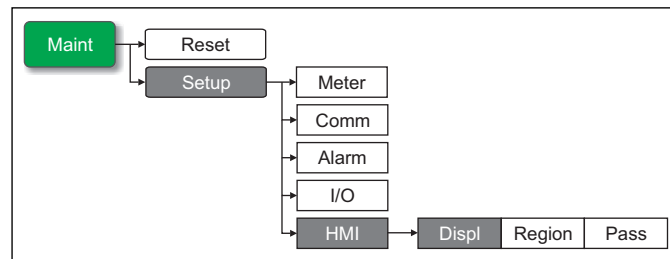 Maint
Reset
Setup
Meter
Comm
Alarm
I/O
HMI
Displ
Region
Pass